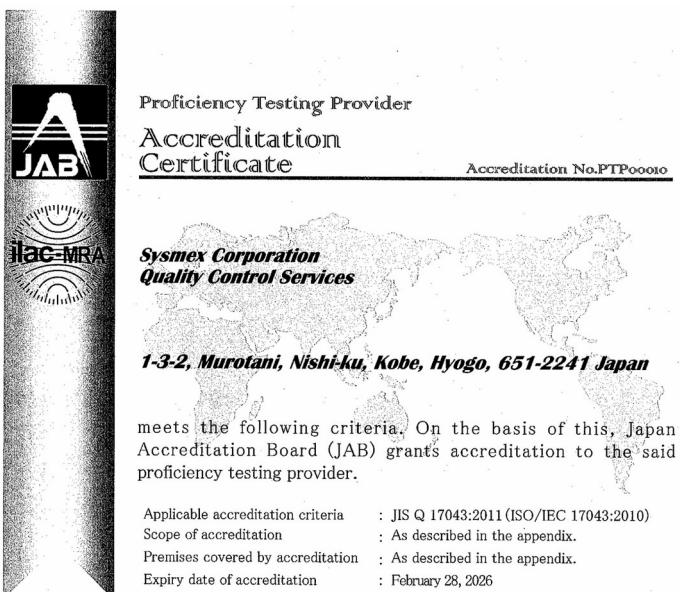 Proficiency Testing Provider
Accreditation
Certificate
Accreditation No.PTP00010
JAB
ilac-MRA
Sysmex Corporation
Quality Control Services
1-3-2, Murotani, Nishi-ku, Kobe, Hyogo, 651-2241 Japan
meets the following criteria. On the basis of this, Japan
Accreditation Board (JAB) grants accreditation to the said
proficiency testing provider.
Applicable accreditation criteria : JIS Q 17043:2011(ISO/IEC 17043:2010)
Scope of accreditation : As described in the appendix.
Premises covered by accreditation : As described in the appendix.
Expiry date of accreditation : February 28, 2026